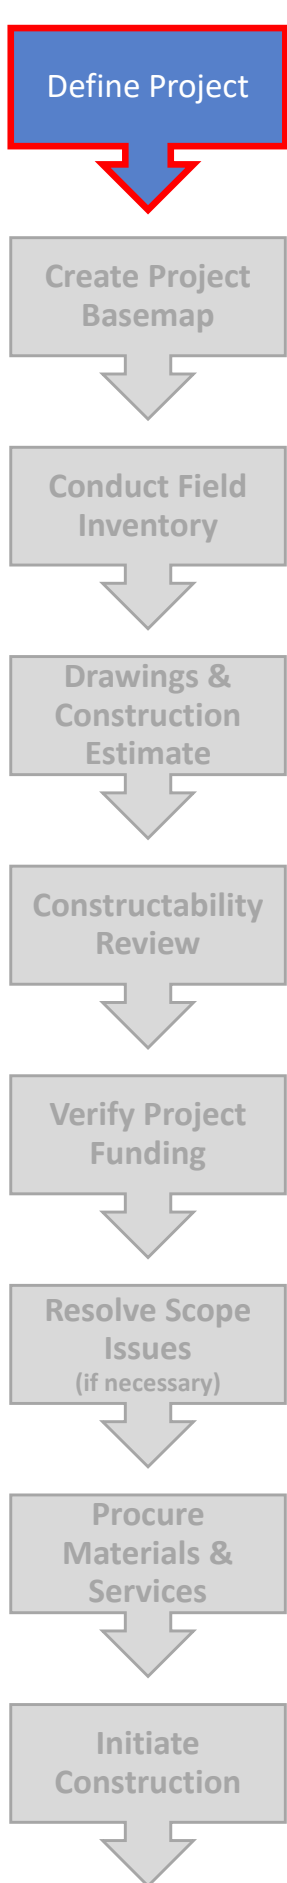 Define Project
Create Project
Basemap
Conduct Field
Inventory
Drawings &
Construction
Estimate
Constructability
Review
Verify Project
Funding
Resolve Scope
Issues
(if necessary)
Procure
Materials &
Services
Initiate
Construction